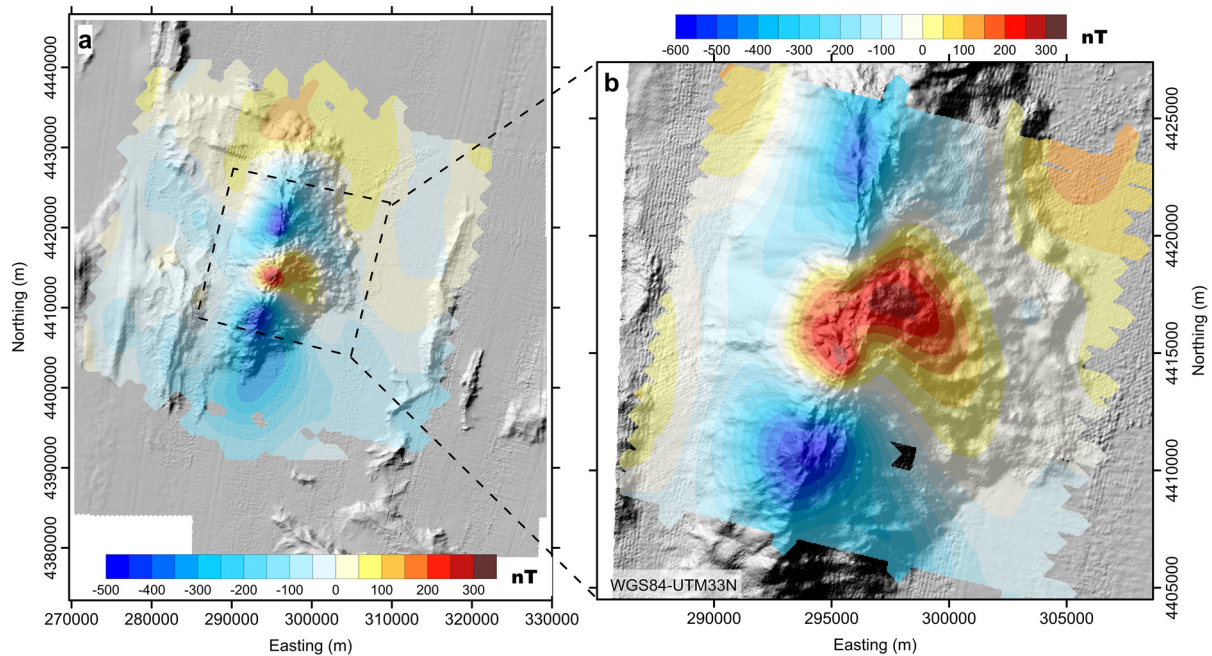 a
4440000
4430000
4420000
4410000
4400000
4390000
4380000
Northing (m)
-500 -400 -300 -200 -100 0 100 200 300
nT
270000 280000 290000 300000 310000 320000 330000
Easting (m)
-600 -500 -400 -300 -200 -100 0 100 200 300
nT
b
4425000
4420000
4415000
4410000
4405000
Northing (m)
WGS84-UTM33N
290000 295000 300000 305000
Easting (m)